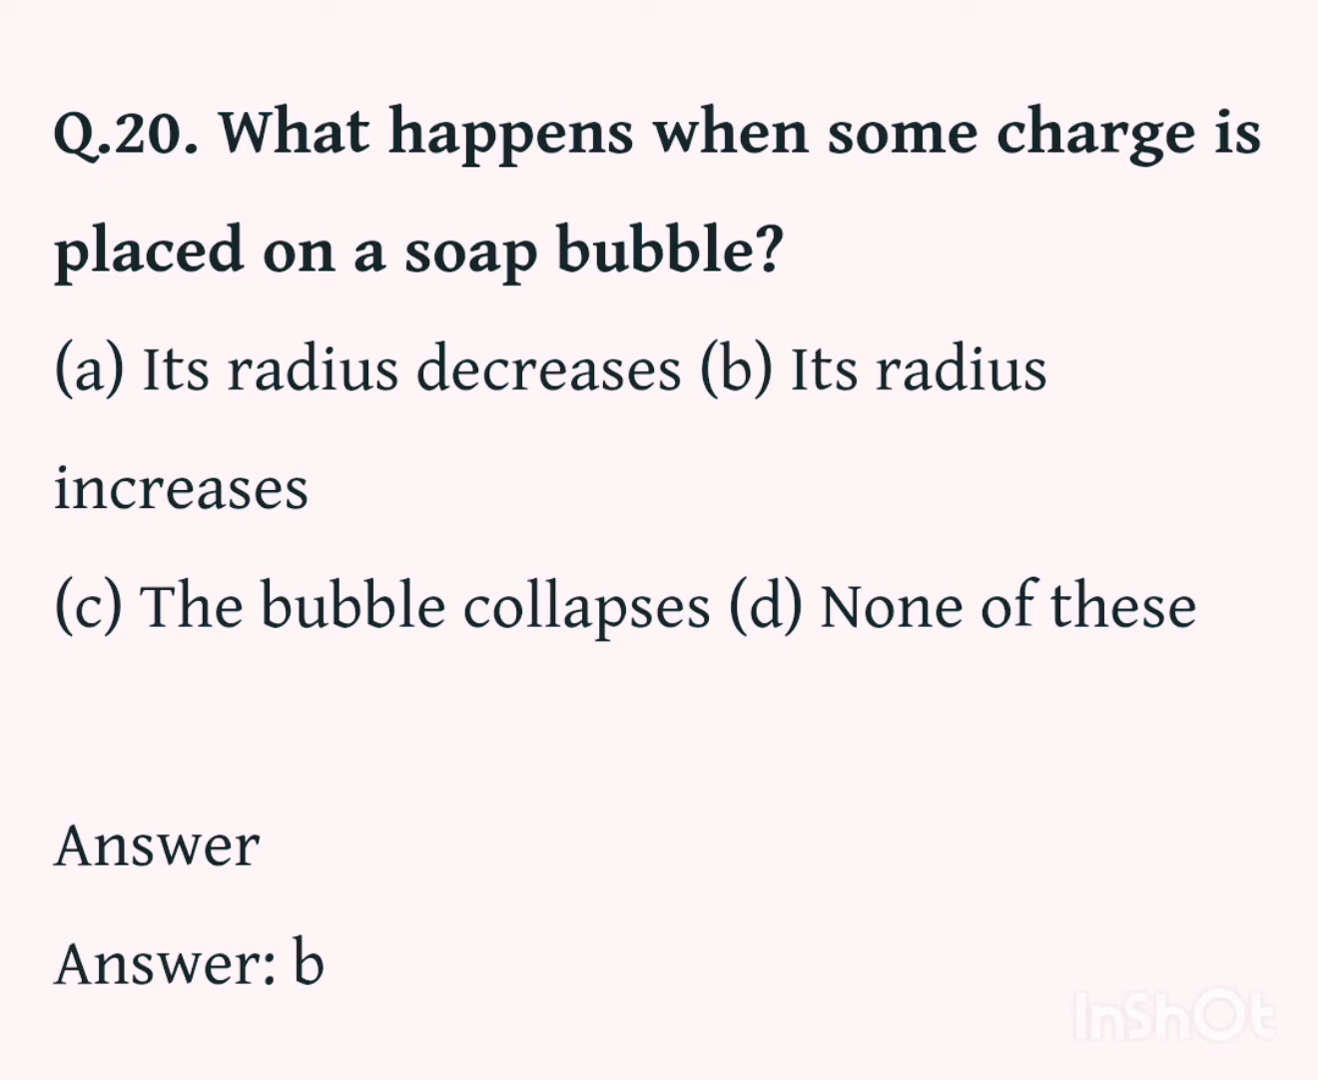 Q.20. What happens when some charge is
placed on a soap bubble?
(a) Its radius decreases (b) Its radius
increases
(c) The bubble collapses (d) None of these
Answer
Answer: b
InShOt